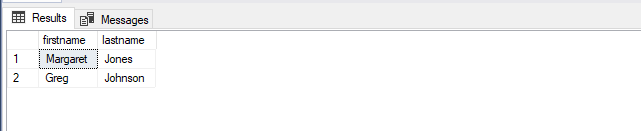 Results Messages
firstname lastname
1 Margaret Jones
2 Greg Johnson